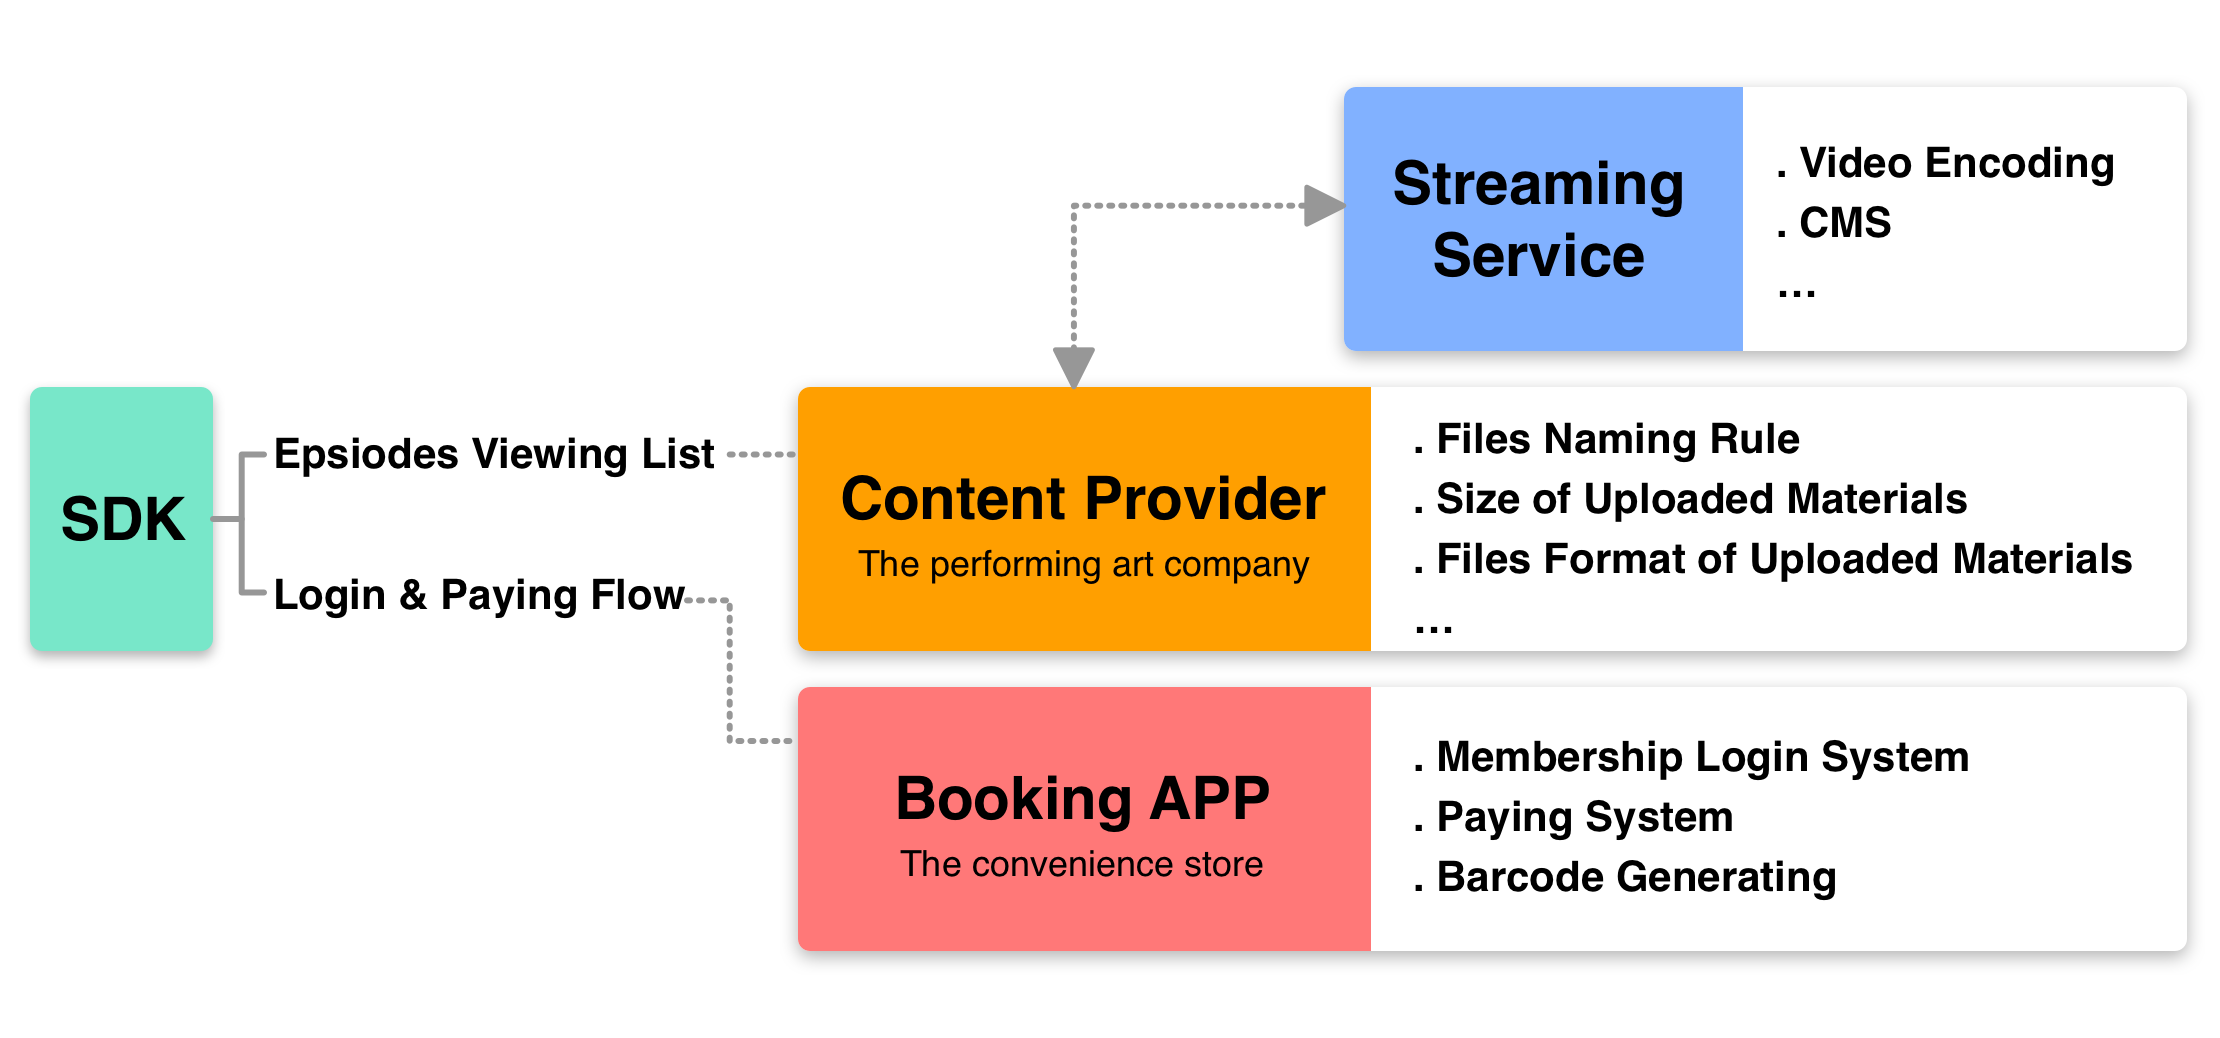 Streaming
Service
. Video Encoding
. CMS
...
SDK
Epsiodes Viewing List
Login & Paying Flow
Content Provider
The performing art company
. Files Naming Rule
. Size of Uploaded Materials
. Files Format of Uploaded Materials
...
Booking APP
The convenience store
. Membership Login System
. Paying System
. Barcode Generating